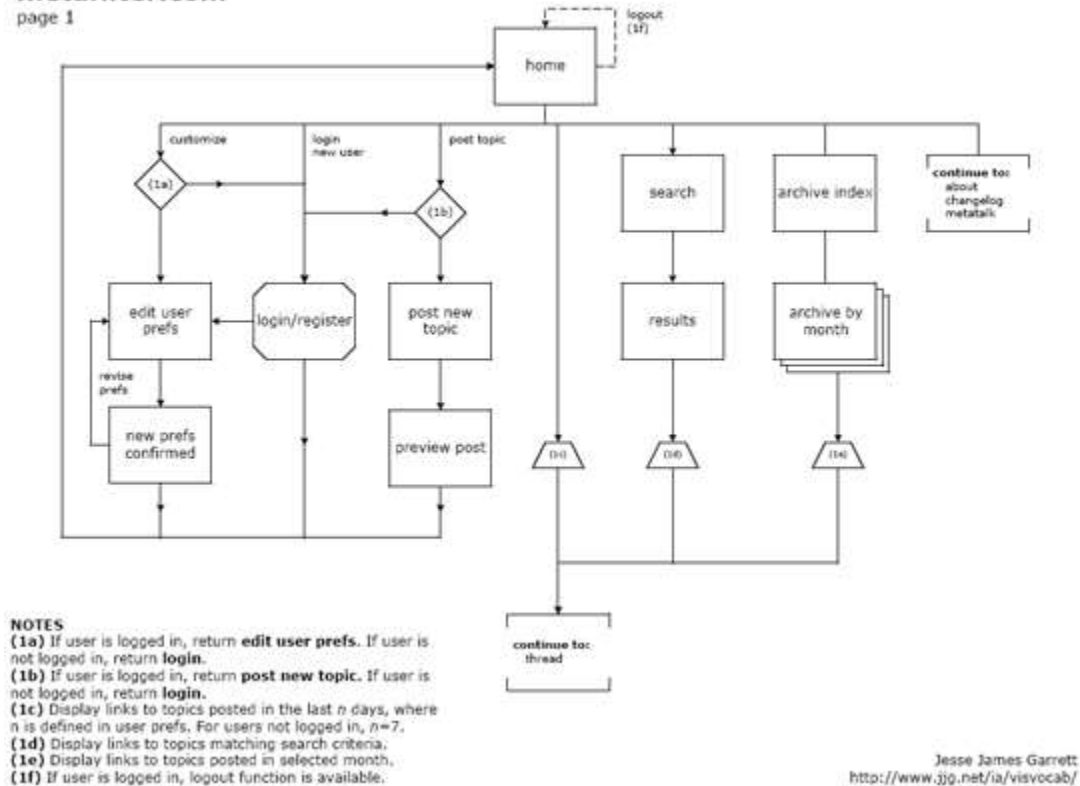 page 1
logout
(1f)
home
customize
login
new user
post topic
(1a)
(1b)
search
archive index
continue to:
about
changelog
metatalk
edit user
prefs
login/register
post new
topic
results
archive by
month
revise
prefs
new prefs
confirmed
preview post
(1c)
(1d)
(1e)
continue to:
thread
NOTES
(1a) If user is logged in, return edit user prefs. If user is
not logged in, return login.
(1b) If user is logged in, return post new topic. If user is
not logged in, return login.
(1c) Display links to topics posted in the last n days, where
n is defined in user prefs. For users not logged in, n=7.
(1d) Display links to topics matching search criteria.
(1e) Display links to topics posted in selected month.
(1f) If user is logged in, logout function is available.
Jesse James Garrett
http://www.jjg.net/ia/visvocab/